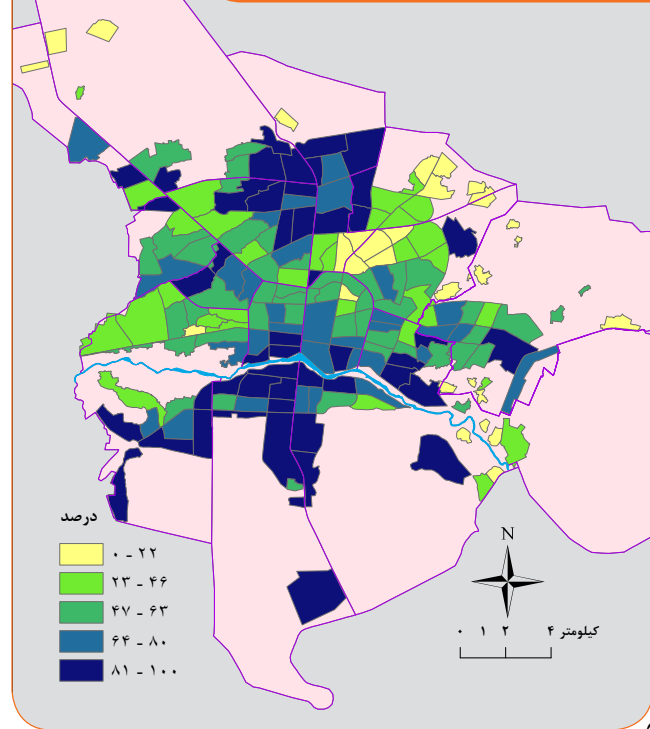 درصد
۰ - ۲۲
۲۳ - ۴۶
۴۷ - ۶۳
۶۴ - ۸۰
۸۱ - ۱۰۰
N
۰ ۱ ۲ ۴ کیلومتر